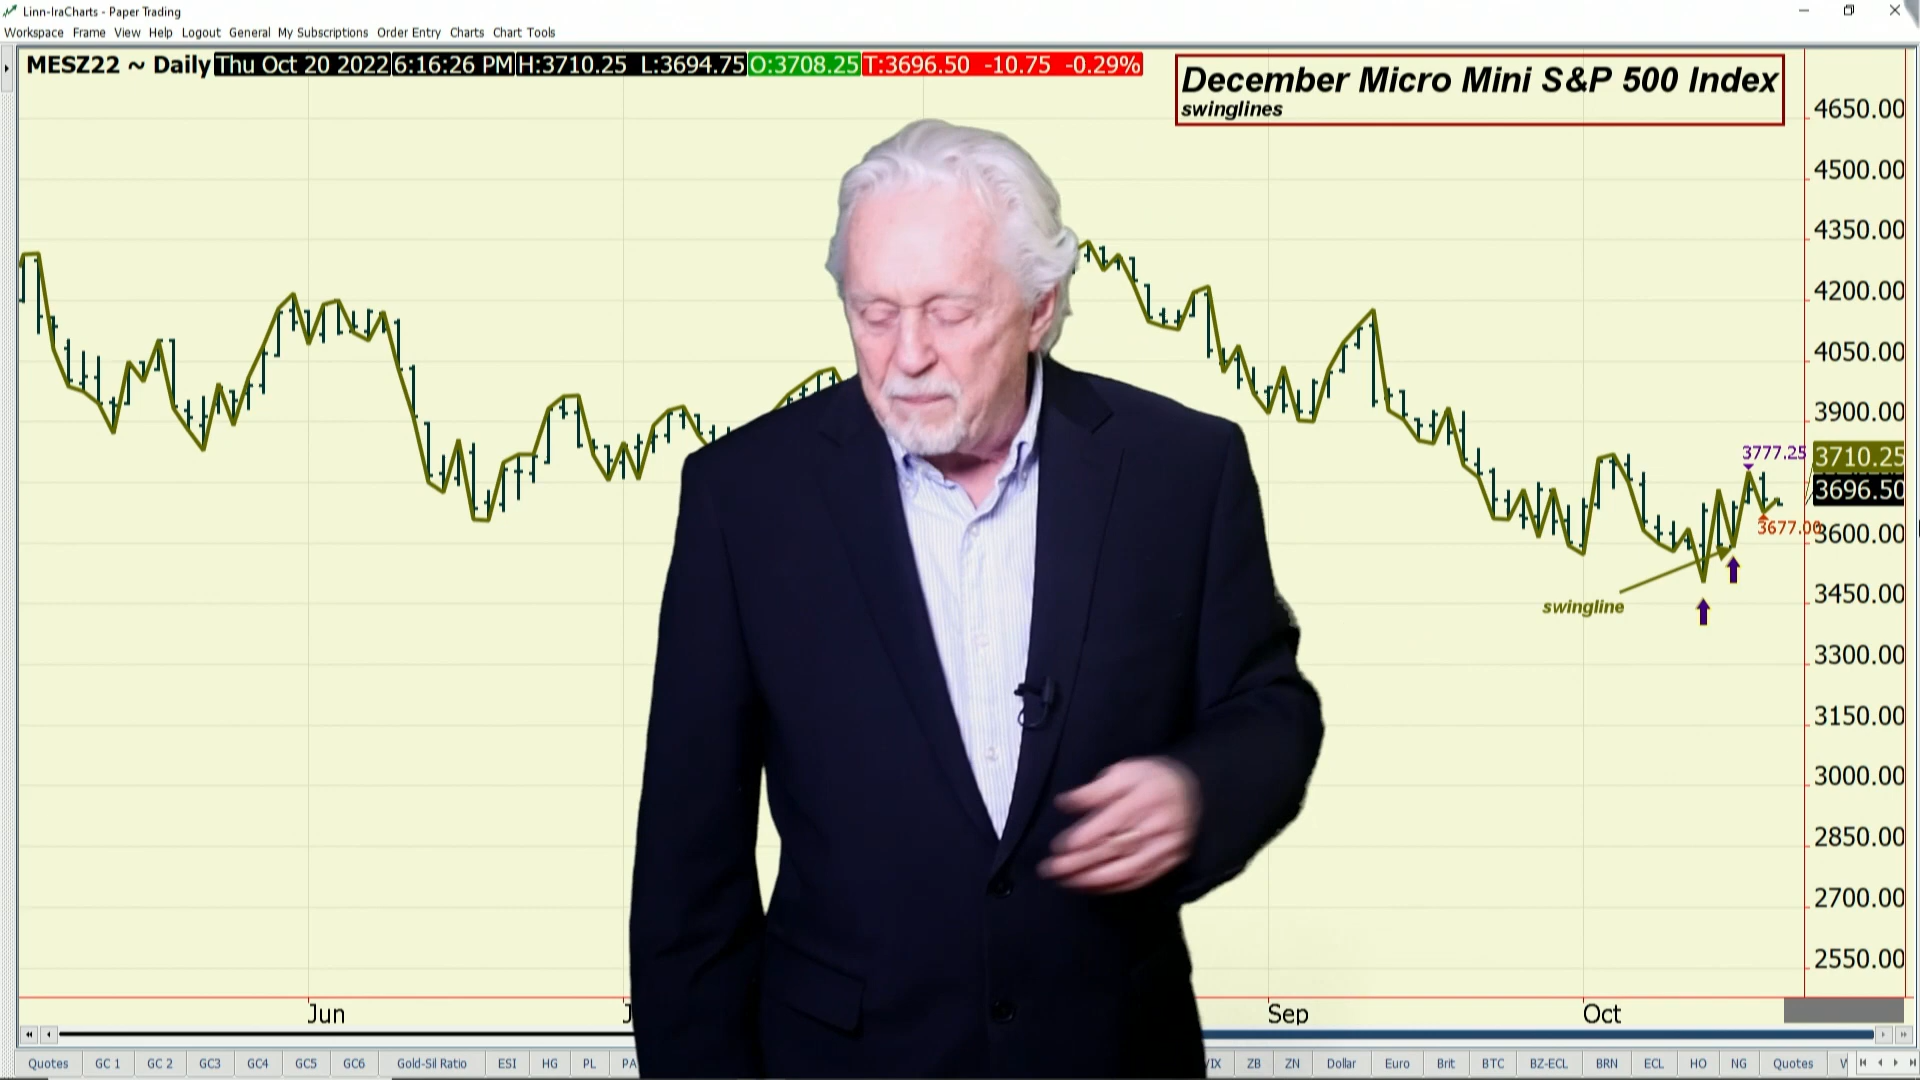 Linn-IraCharts - Paper Trading
Workspace Frame View Help Logout General My Subscriptions Order Entry Charts Chart Tools
MESZ22 ~ Daily Thu Oct 20 2022 6:16:26 PM H:3710.25 L:3694.75 O:3708.25 T:3696.50 -10.75 -0.29%
December Micro Mini S&P 500 Index
swinglines
4650.00
4500.00
4350.00
4200.00
4050.00
3900.00
3777.25
3710.25
3696.50
3677.00
3600.00
3450.00
swingline
3300.00
3150.00
3000.00
2850.00
2700.00
2550.00
Jun Sep Oct
Quotes GC 1 GC 2 GC3 GC4 GC5 GC6 Gold-Sil Ratio ESI HG PL PA VIX ZB ZN Dollar Euro Brit BTC BZ-ECL BRN ECL HO NG Quotes